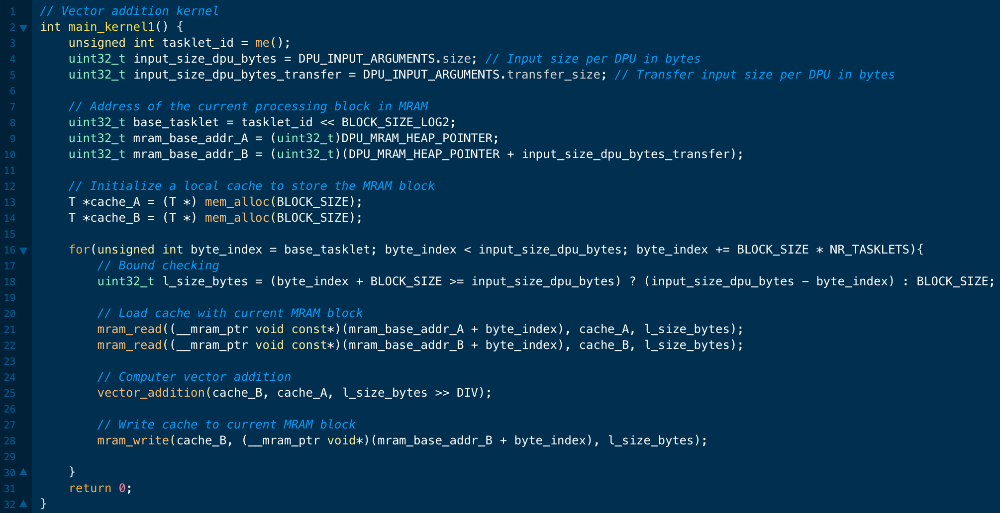 1 // Vector addition kernel
2 int main_kernel1() {
3 unsigned int tasklet_id = me();
4 uint32_t input_size_dpu_bytes = DPU_INPUT_ARGUMENTS.size; // Input size per DPU in bytes
5 uint32_t input_size_dpu_bytes_transfer = DPU_INPUT_ARGUMENTS.transfer_size; // Transfer input size per DPU in bytes
6
7 // Address of the current processing block in MRAM
8 uint32_t base_tasklet = tasklet_id << BLOCK_SIZE_LOG2;
9 uint32_t mram_base_addr_A = (uint32_t)DPU_MRAM_HEAP_POINTER;
10 uint32_t mram_base_addr_B = (uint32_t)(DPU_MRAM_HEAP_POINTER + input_size_dpu_bytes_transfer);
11
12 // Initialize a local cache to store the MRAM block
13 T *cache_A = (T *) mem_alloc(BLOCK_SIZE);
14 T *cache_B = (T *) mem_alloc(BLOCK_SIZE);
15
16 for(unsigned int byte_index = base_tasklet; byte_index < input_size_dpu_bytes; byte_index += BLOCK_SIZE * NR_TASKLETS){
17 // Bound checking
18 uint32_t l_size_bytes = (byte_index + BLOCK_SIZE >= input_size_dpu_bytes) ? (input_size_dpu_bytes - byte_index) : BLOCK_SIZE;
19
20 // Load cache with current MRAM block
21 mram_read((__mram_ptr void const*)(mram_base_addr_A + byte_index), cache_A, l_size_bytes);
22 mram_read((__mram_ptr void const*)(mram_base_addr_B + byte_index), cache_B, l_size_bytes);
23
24 // Computer vector addition
25 vector_addition(cache_B, cache_A, l_size_bytes >> DIV);
26
27 // Write cache to current MRAM block
28 mram_write(cache_B, (__mram_ptr void*)(mram_base_addr_B + byte_index), l_size_bytes);
29
30 }
31 return 0;
32 }